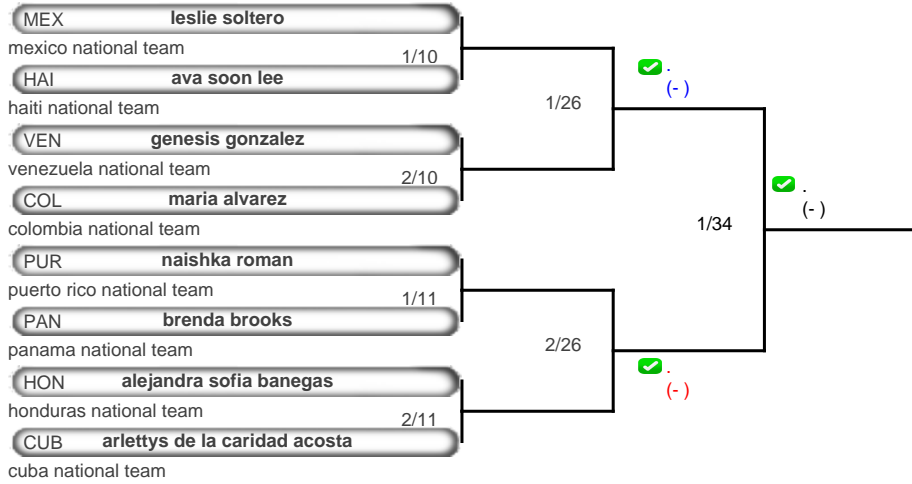 MEX leslie soltero
mexico national team
1/10
HAI ava soon lee
haiti national team
1/26
.
(- )
VEN genesis gonzalez
venezuela national team
2/10
COL maria alvarez
colombia national team
1/34
.
(- )
PUR naishka roman
puerto rico national team
1/11
PAN brenda brooks
panama national team
2/26
.
(- )
HON alejandra sofia banegas
honduras national team
2/11
CUB arlettys de la caridad acosta
cuba national team